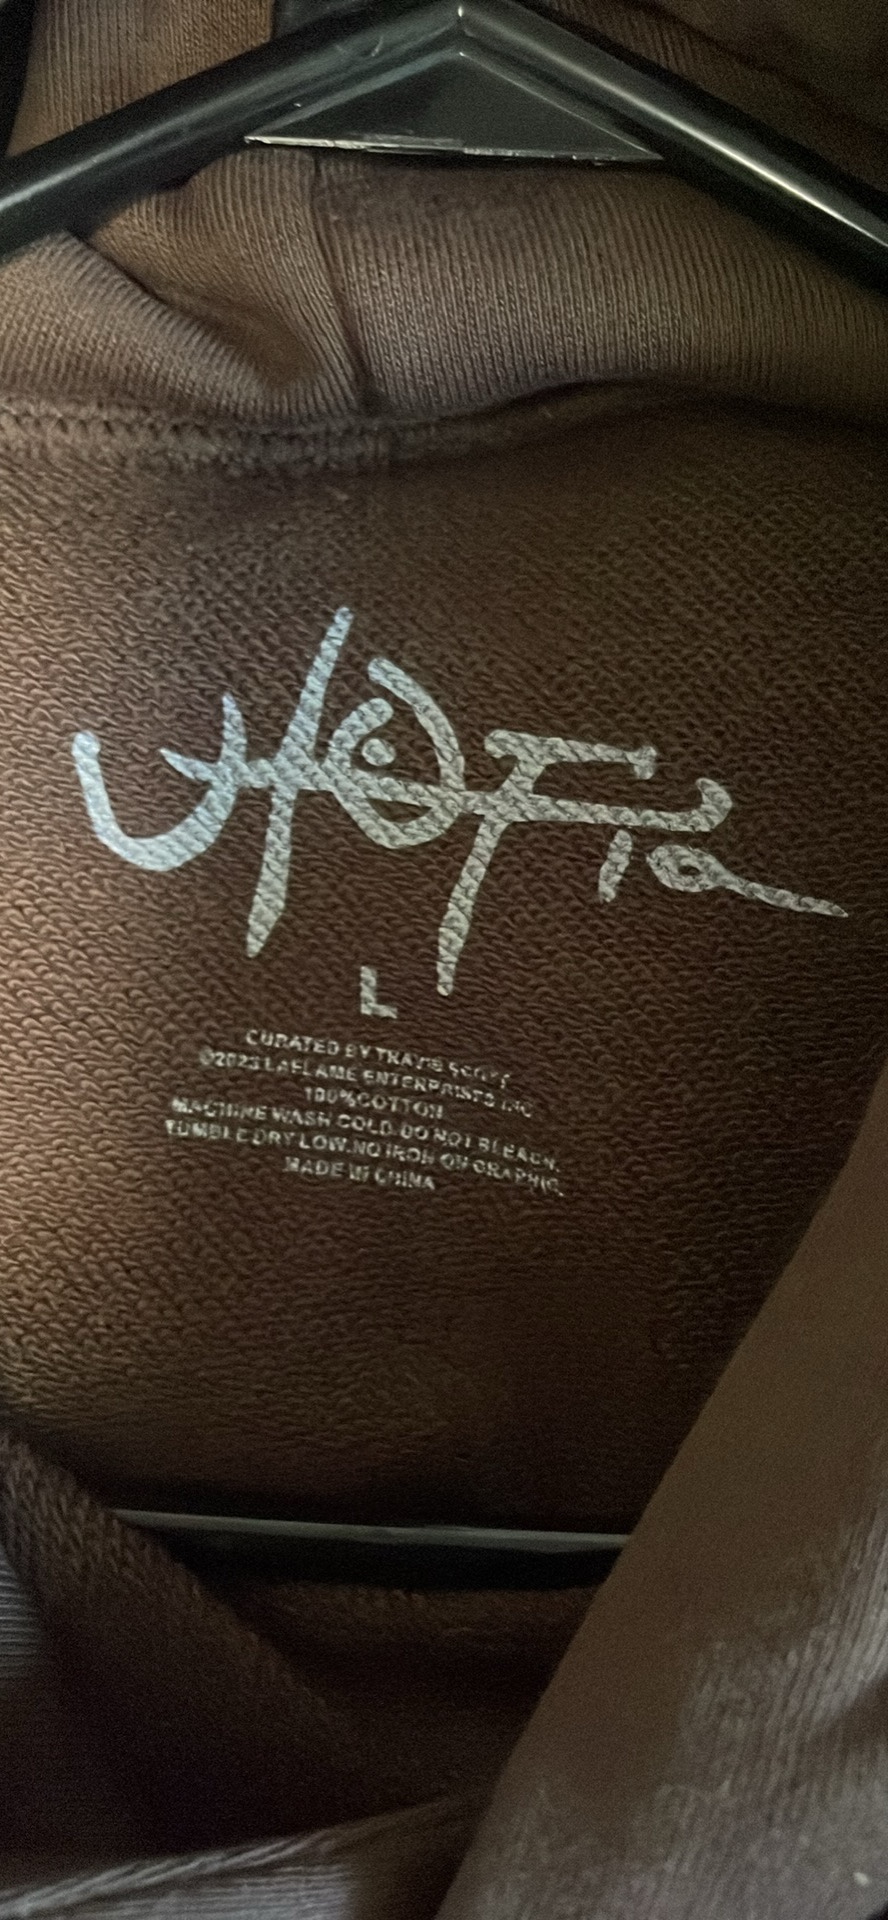 UTOPIA
L
CURATED BY TRAVIS SCOTT
©2023 LAFLAME ENTERPRISES INC
100%COTTON
MACHINE WASH COLD.DO NOT BLEACH.
TUMBLE DRY LOW.NO IRON ON GRAPHIC.
MADE IN CHINA